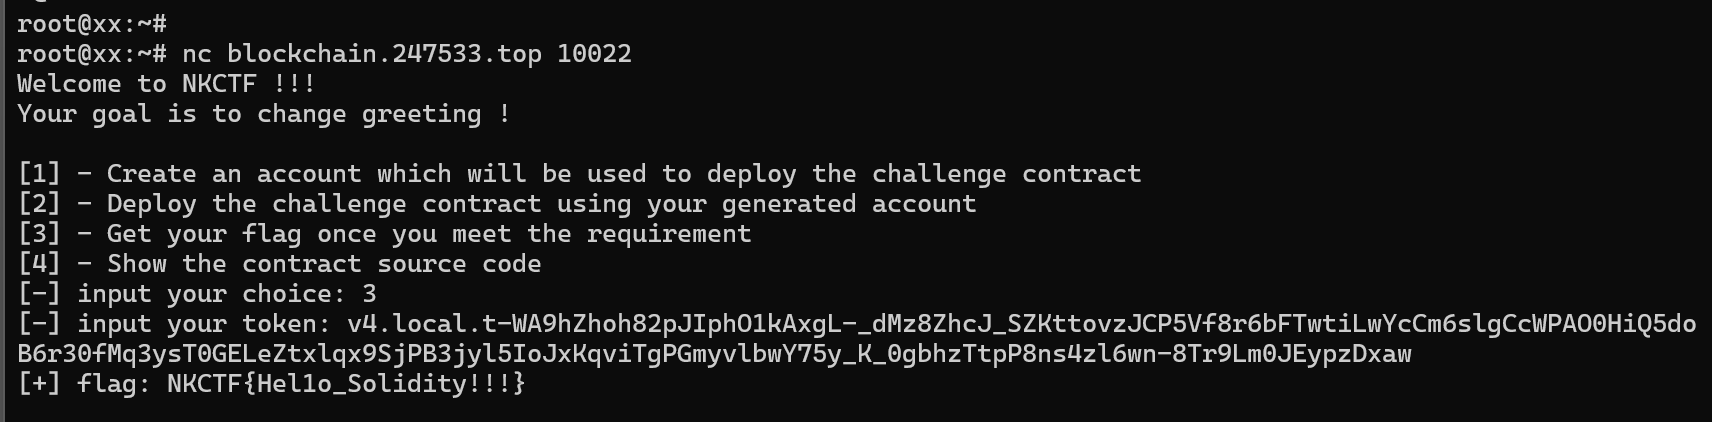 root@xx:~#
root@xx:~# nc blockchain.247533.top 10022
Welcome to NKCTF !!!
Your goal is to change greeting !
[1] - Create an account which will be used to deploy the challenge contract
[2] - Deploy the challenge contract using your generated account
[3] - Get your flag once you meet the requirement
[4] - Show the contract source code
[-] input your choice: 3
[-] input your token: v4.local.t-WA9hZhoh82pJIphO1kAxgL-_dMz8ZhcJ_SZKttovzJCP5Vf8r6bFTwtiLwYcCm6slgCcWPAO0HiQ5do
B6r30fMq3ysT0GELeZtxlqx9SjPB3jyl5IoJxKqviTgPGmyvlbwY75y_K_0gbhzTtpP8ns4zl6wn-8Tr9Lm0JEypzDxaw
[+] flag: NKCTF{Hel1o_Solidity!!!}